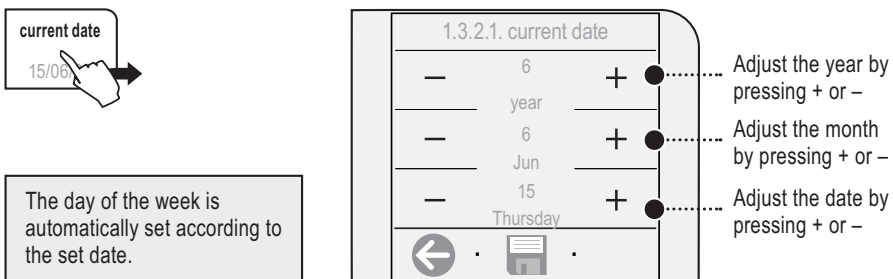 current date
15/06/
The day of the week is
automatically set according to
the set date.
1.3.2.1. current date
– 6 +
year
– 6 +
Jun
– 15 +
Thursday
Adjust the year by
pressing + or –
Adjust the month
by pressing + or –
Adjust the date by
pressing + or –